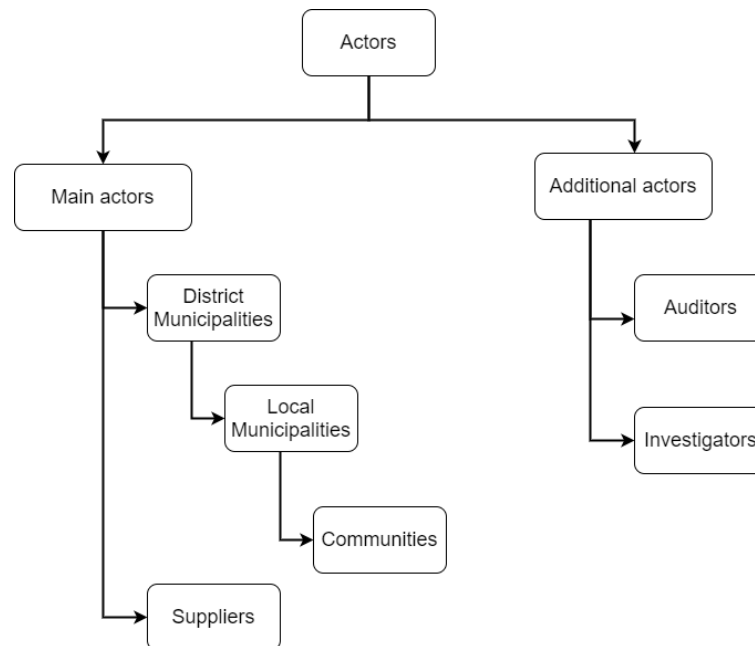 Actors
Main actors
Additional actors
District
Municipalities
Auditors
Local
Municipalities
Investigators
Communities
Suppliers